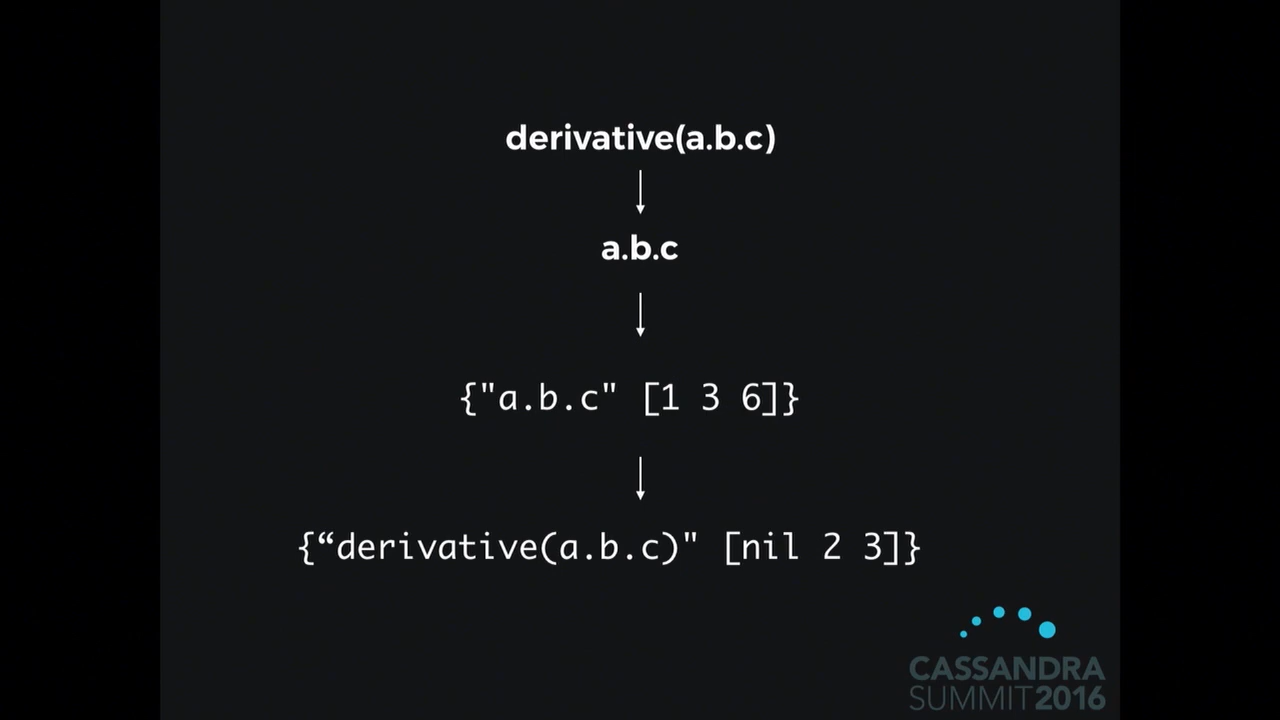 derivative(a.b.c)
a.b.c
{"a.b.c" [1 3 6]}
{“derivative(a.b.c)" [nil 2 3]}
CASSANDRA
SUMMIT2016